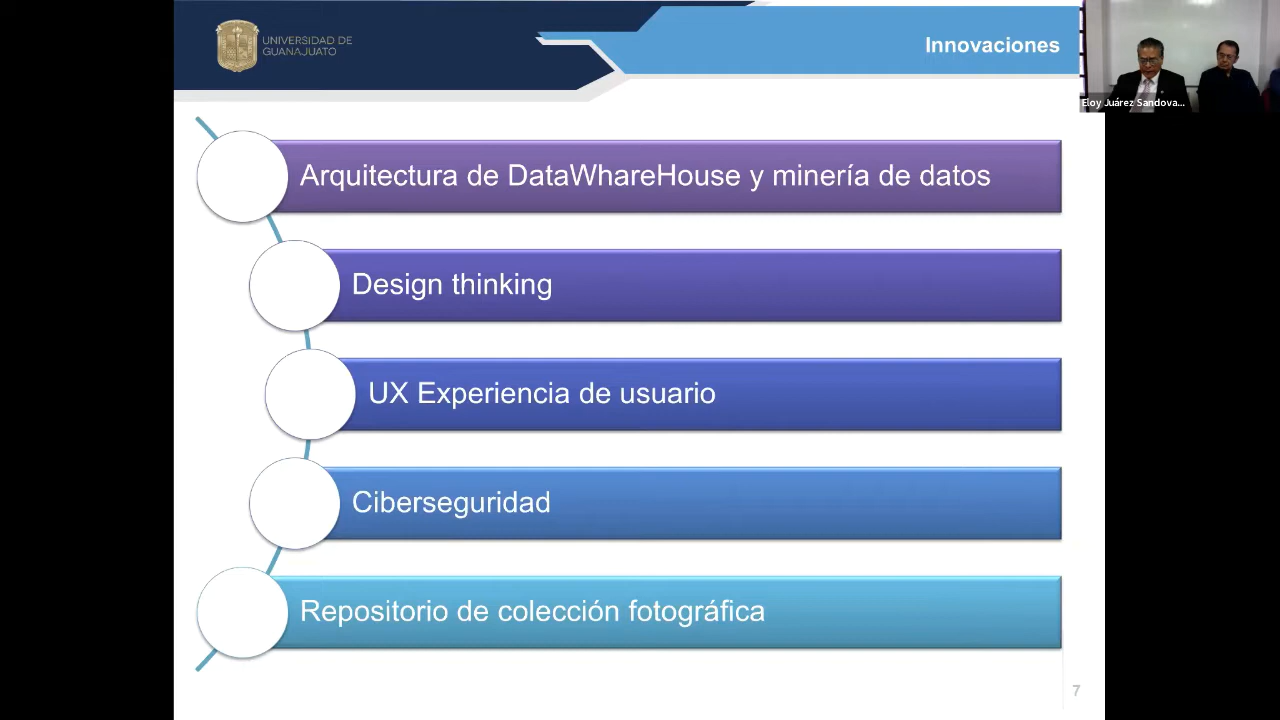 UNIVERSIDAD DE
GUANAJUATO
Innovaciones
Eloy Juárez Sandova...
Arquitectura de DataWhareHouse y minería de datos
Design thinking
UX Experiencia de usuario
Ciberseguridad
Repositorio de colección fotográfica
7